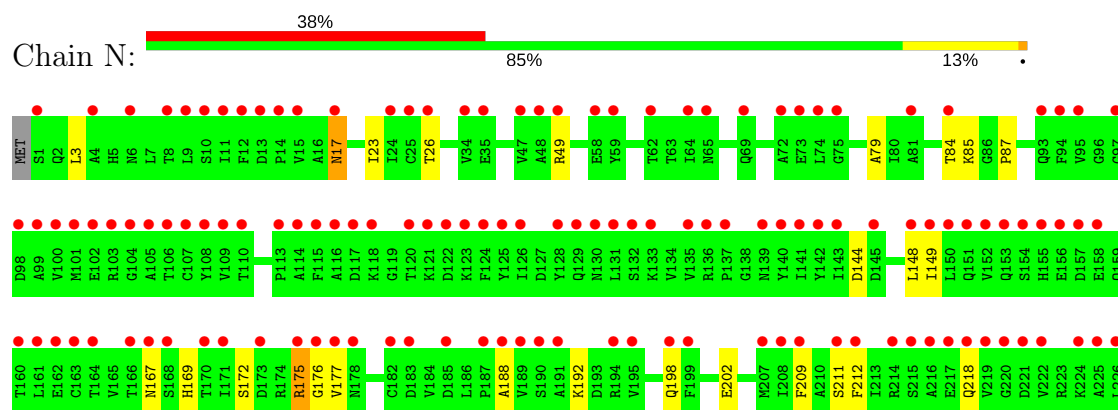 38%
Chain N:
85% 13% •
MET S1 Q2 L3 A4 H5 N6 L7 T8 L9 S10 I11 F12 D13 P14 V15 A16 N17 I23 I24 C25 T26 V34 E35 V47 A48 R49 E58 Y59 T62 T63 I64 N65 Q69 A72 E73 L74 G75 A79 I80 A81 T84 K85 G86 P87 Q93 F94 V95 G96 G97
D98 A99 V100 M101 E102 R103 G104 A105 T106 C107 Y108 V109 T110 P113 A114 F115 A116 D117 K118 G119 T120 K121 D122 K123 F124 Y125 I126 D127 Y128 Q129 N130 L131 S132 K133 V134 V135 R136 P137 G138 N139 Y140 I141 Y142 I143 D144 D145 L148 I149 L150 Q151 V152 Q153 S154 H155 E156 D157 E158
T160 L161 E162 C163 T164 V165 T166 N167 S168 H169 T170 I171 S172 D173 R174 R175 G176 V177 N178 C182 D183 V184 D185 L186 P187 A188 V189 S190 A191 K192 D193 R194 V195 Q198 F199 E202 M207 I208 F209 A210 S211 F212 I213 R214 S215 A216 E217 Q218 V219 G220 D221 V222 R223 K224 A225